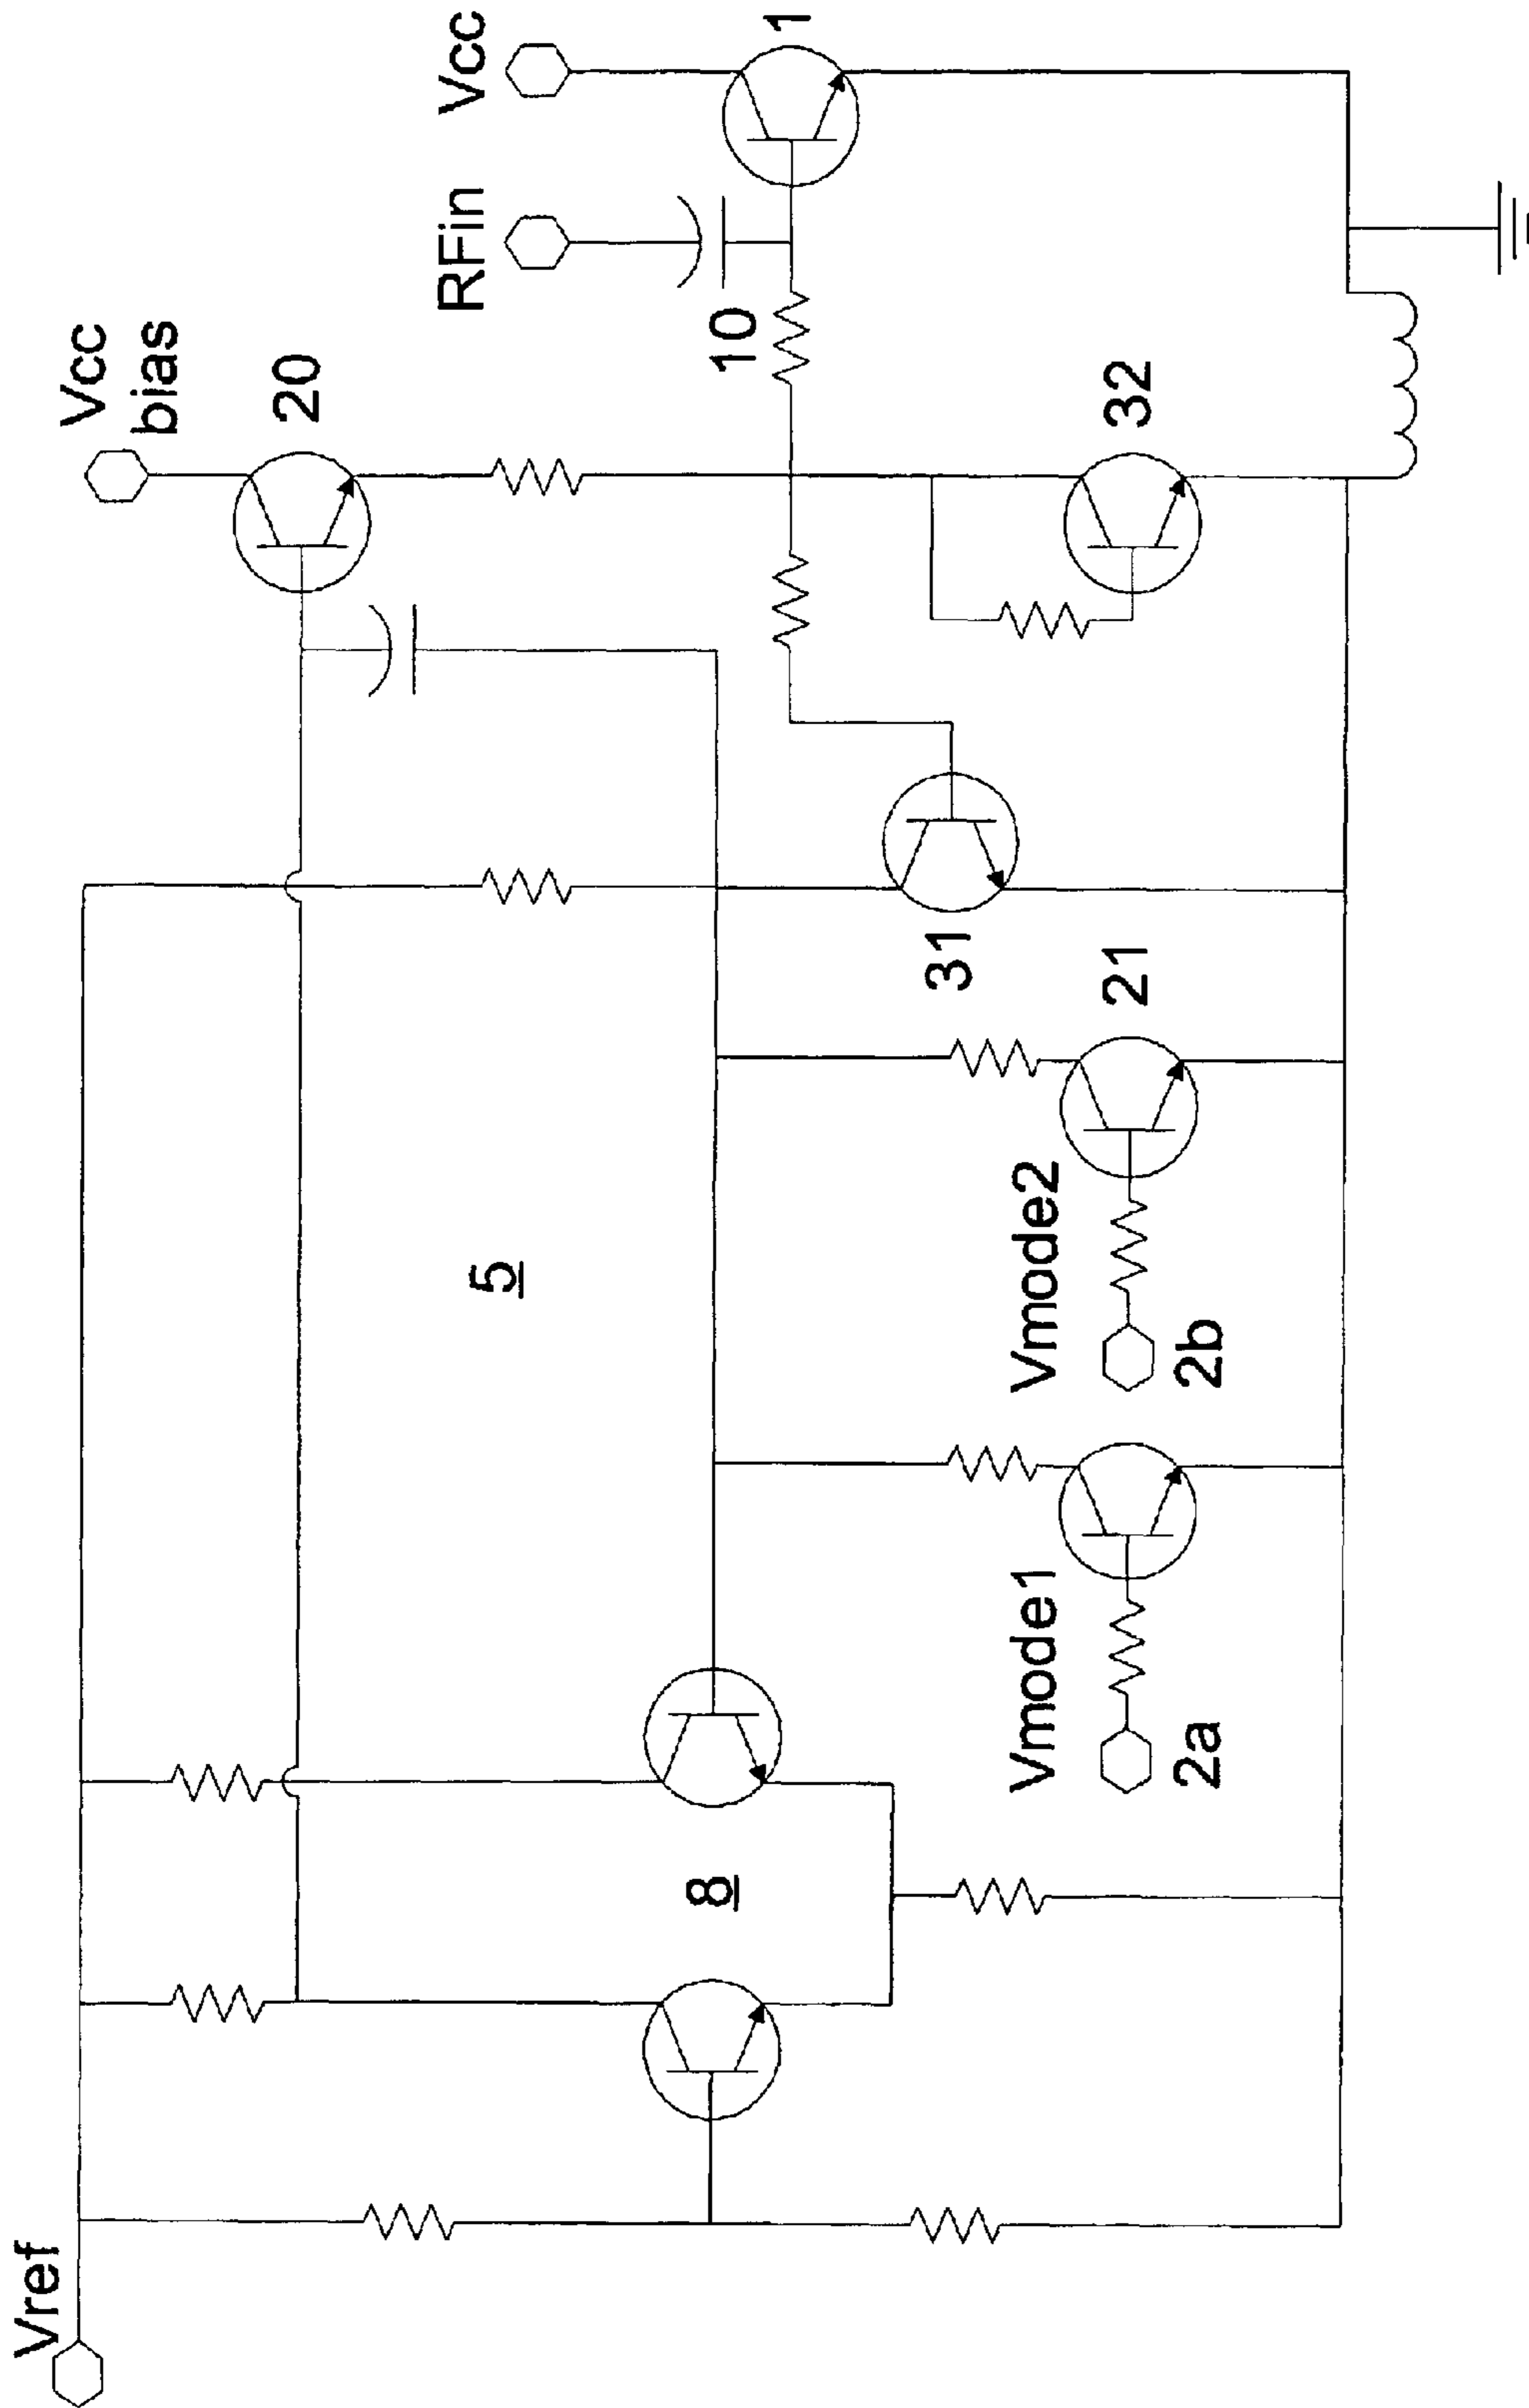 Vref
Vcc
bias
20
RFin
Vcc
1
10
5
8
31
32
21
Vmode1
2a
Vmode2
2b